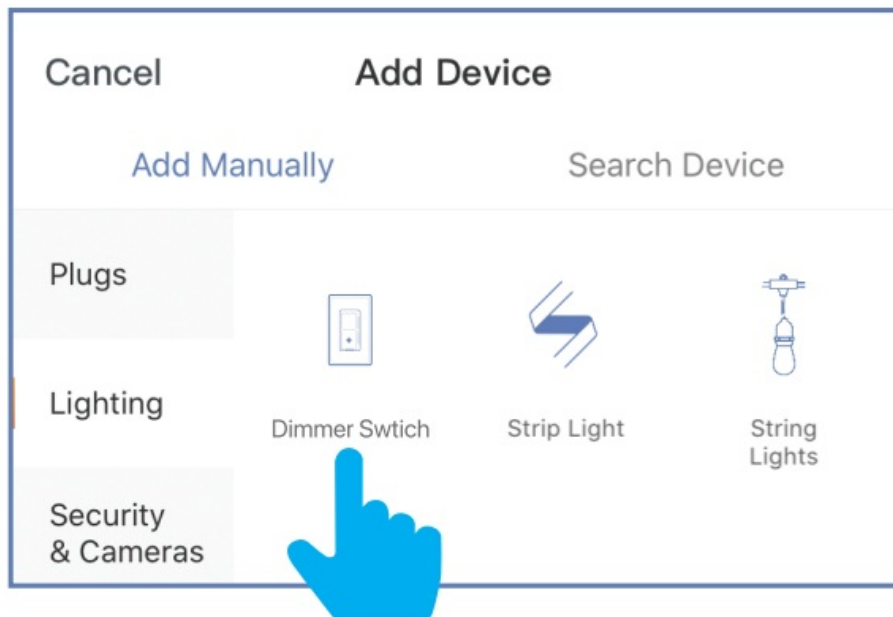 Cancel
Add Device
Add Manually
Search Device
Plugs
Lighting
Security
& Cameras
Dimmer Swtich
Strip Light
String
Lights